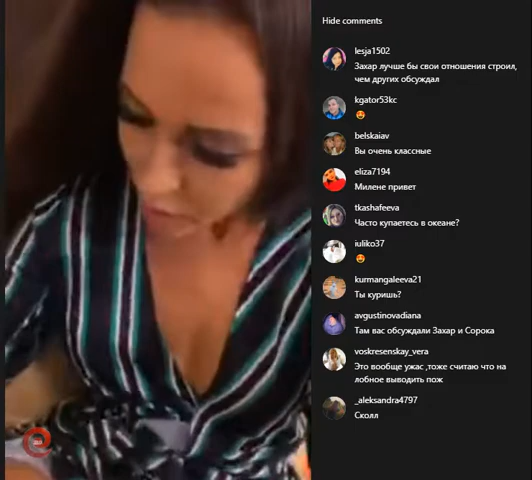 Hide comments
lesja1502
Захар лучше бы свои отношения строил,
чем других обсуждал
kgator53kc
belskaiav
Вы очень классные
eliza7194
Милене привет
tkashafeeva
Часто купаетесь в океане?
iuliko37
kurmangaleeva21
Ты куришь?
avgustinovadiana
Там вас обсуждали Захар и Сорока
voskresenskay_vera
Это вообще ужас ,тоже считаю что на
лобное выводить пож
_aleksandra4797
Сколл